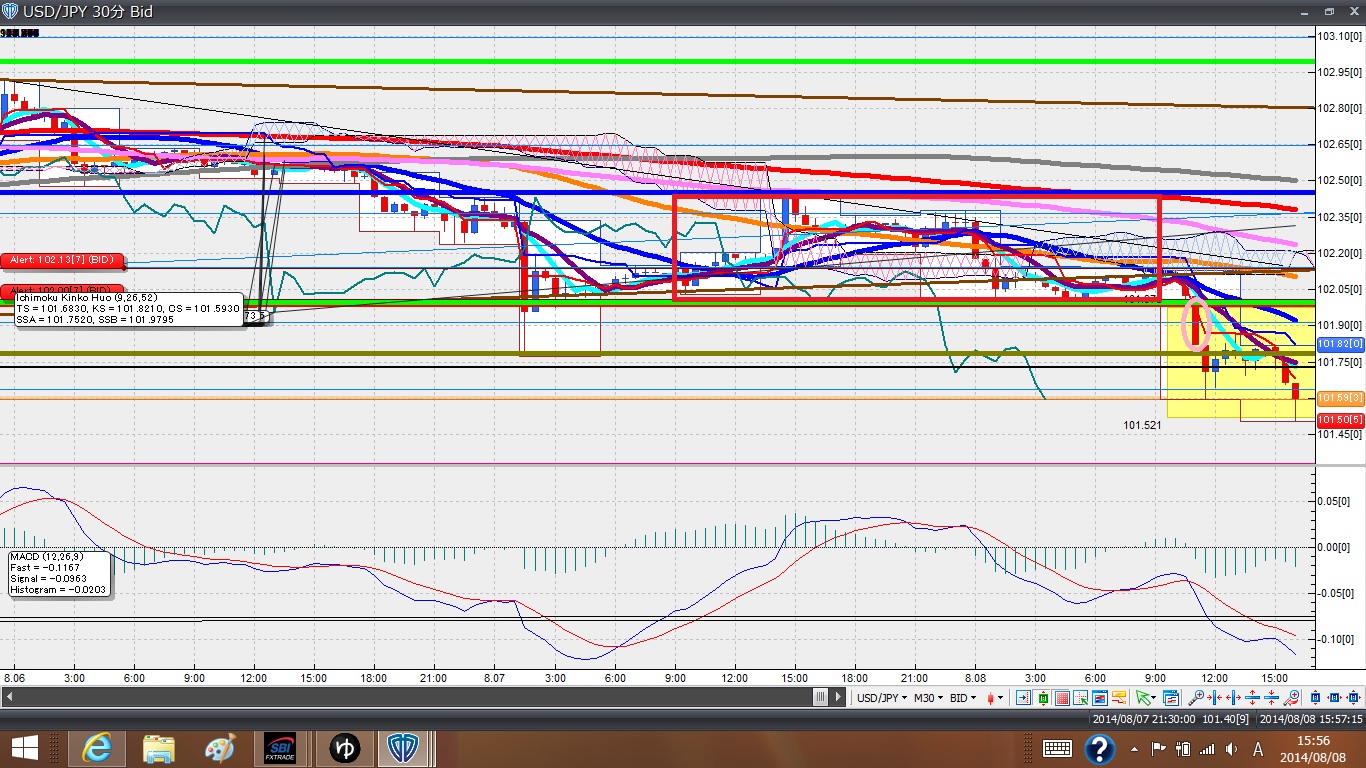 USD/JPY 30分 Bid
103.10[0]
102.95[0]
102.80[0]
102.65[0]
102.50[0]
102.35[0]
102.20[0]
102.05[0]
101.90[0]
101.82[0]
101.75[0]
101.59[3]
101.50[5]
101.45[0]
Alert: 102.13[7] (BID)
Alert: 102.00[7] (BID)
Ichimoku Kinko Huo (9,26,52)
TS = 101.6830, KS = 101.8210, CS = 101.5930
SSA = 101.7520, SSB = 101.9795
101.521
0.05[0]
0.00[0]
-0.05[0]
-0.10[0]
MACD (12,26,9)
Fast = -0.1167
Signal = -0.0963
Histogram = -0.0203
8.06 3:00 6:00 9:00 12:00 15:00 18:00 21:00 8.07 3:00 6:00 9:00 12:00 15:00 18:00 21:00 8.08 3:00 6:00 9:00 12:00 15:00
USD/JPY M30 BID
2014/08/07 21:30:00 101.40[9] 2014/08/08 15:57:15
SBI
FXTRADE
ゆ
A
15:56
2014/08/08